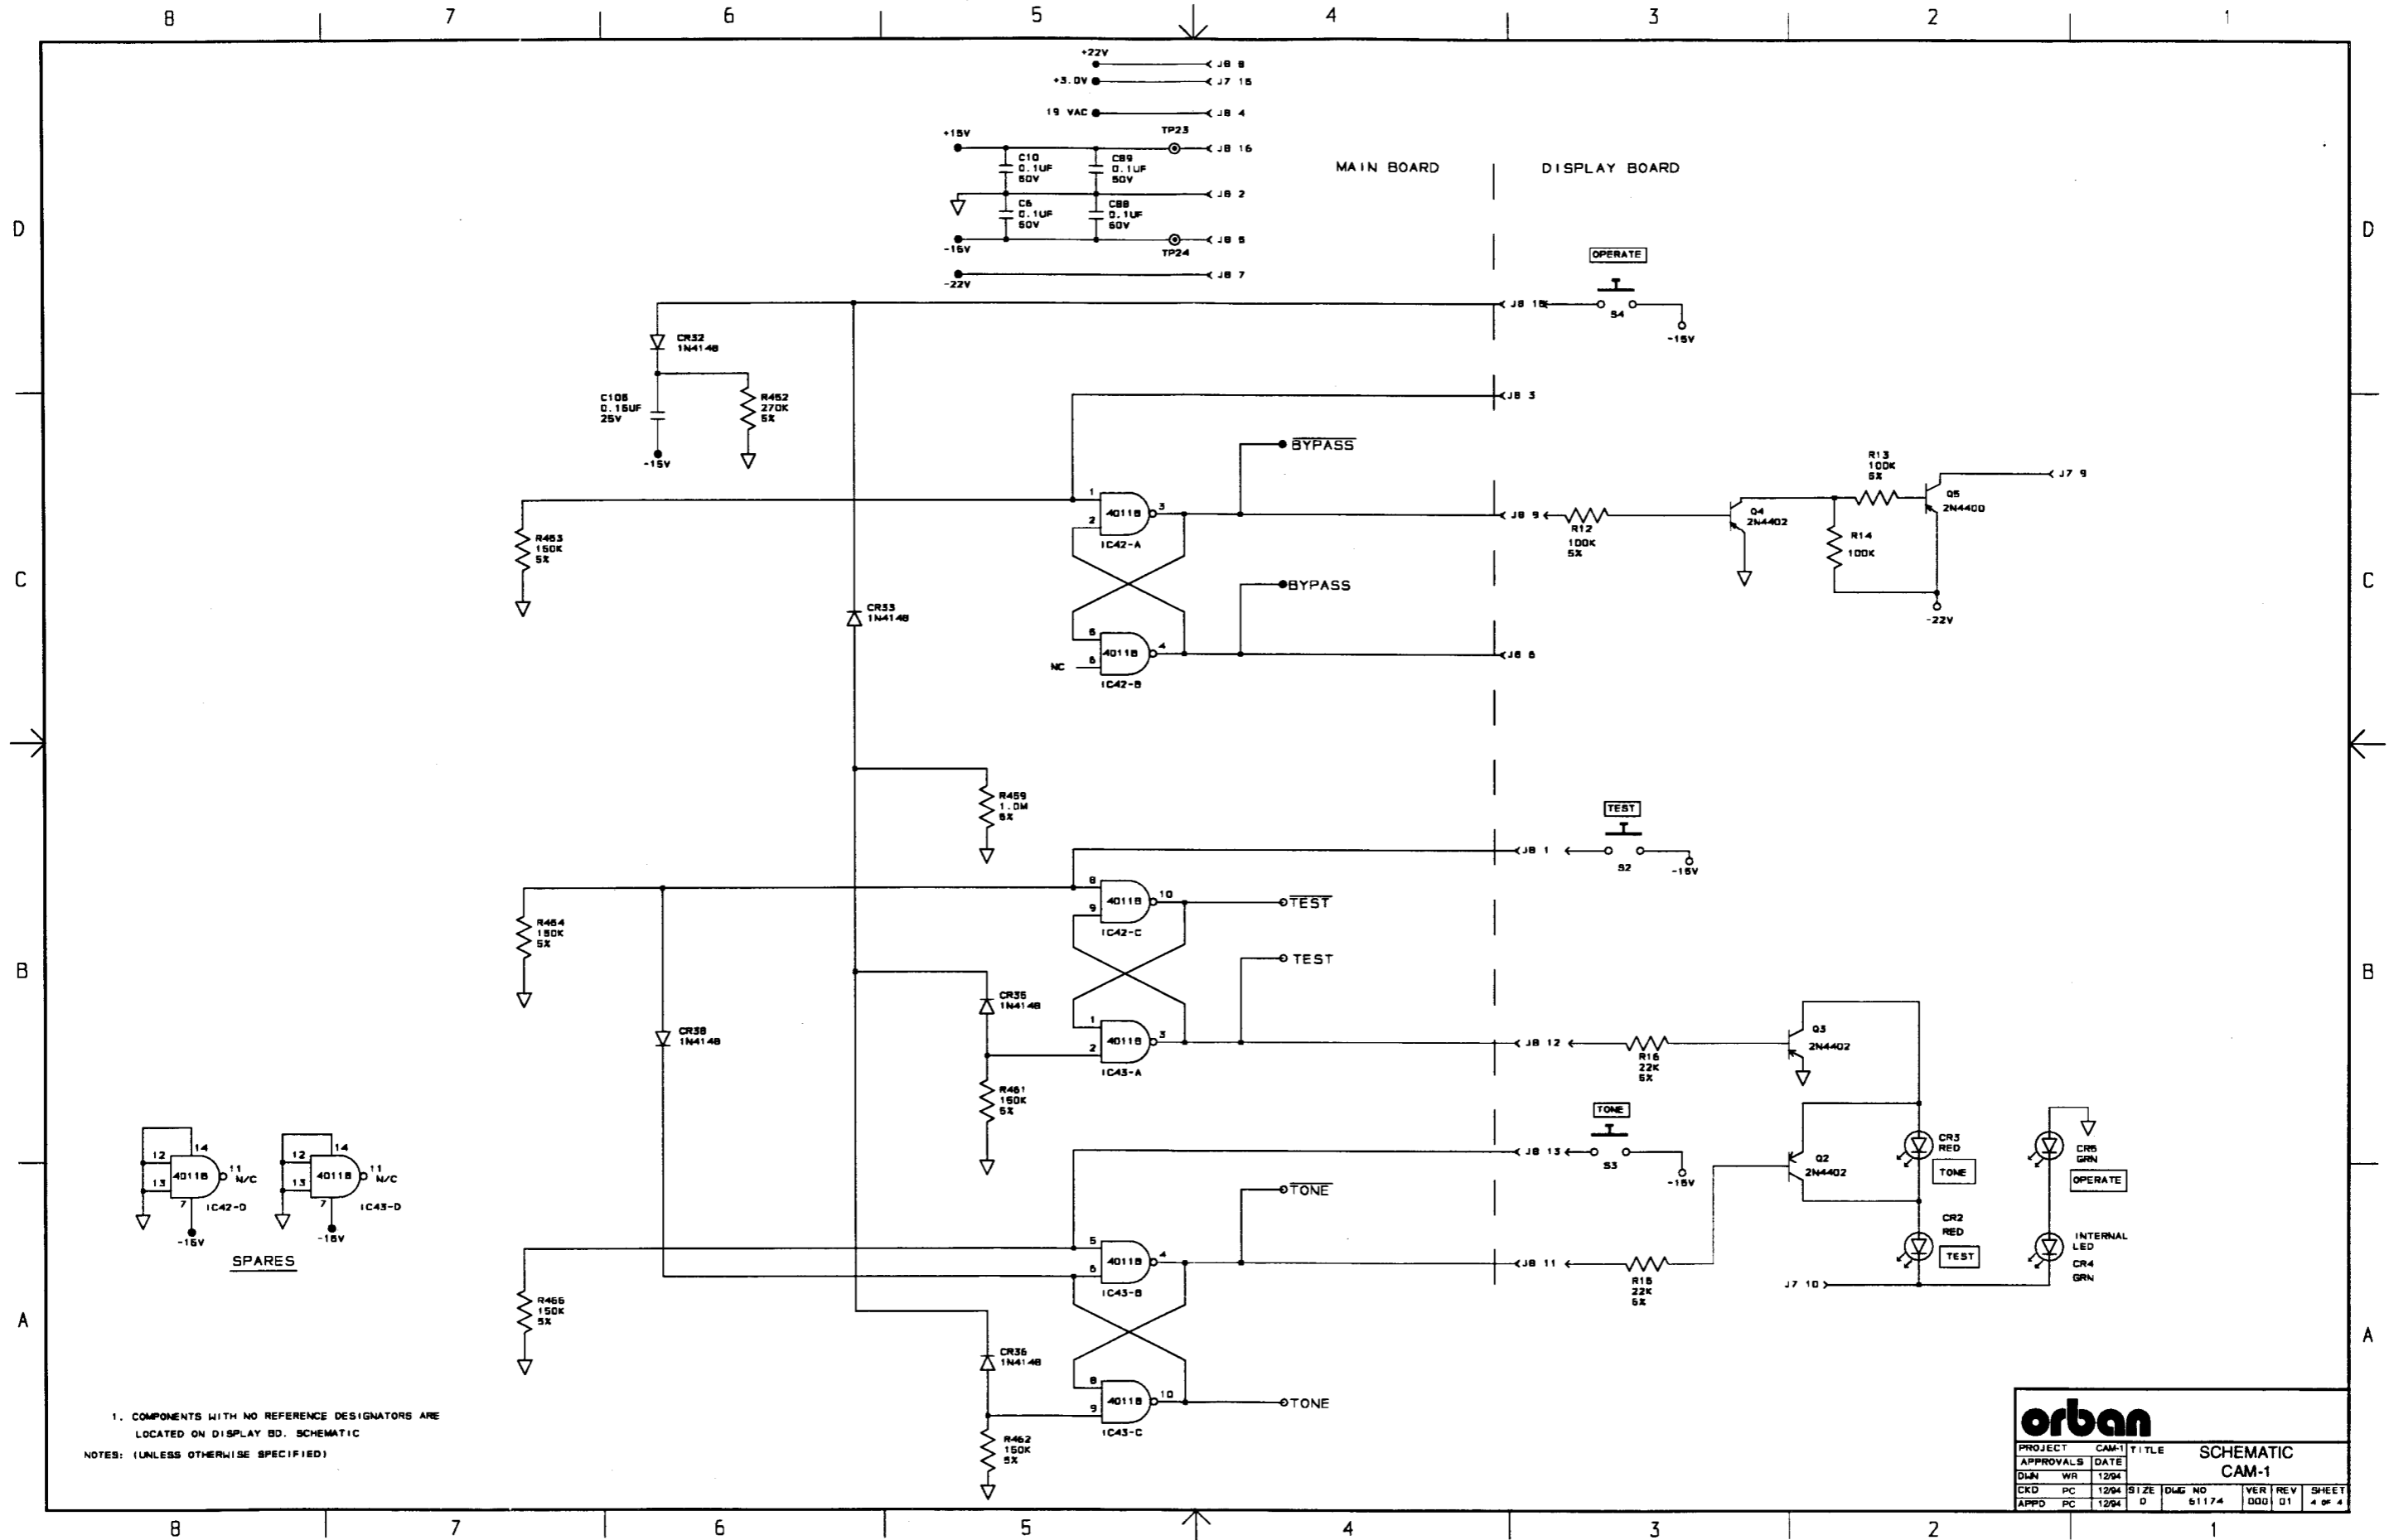 8 7 6 5 4 3 2 1
+22V
J8 8
+3.0V
J7 15
19 VAC
J8 4
+15V
TP23
J8 16
C10
0.1UF
50V
C89
0.1UF
50V
J8 2
C6
0.1UF
50V
C88
0.1UF
50V
-15V
TP24
J8 5
-22V
J8 7
MAIN BOARD
DISPLAY BOARD
D
D
OPERATE
J8 15
S4
-15V
CR32
1N4148
R452
270K
5%
0.15UF
25V
-15V
J8 3
BYPASS
R453
150K
5%
1
2
4011B
3
IC42-A
J8 9
R12
100K
5%
Q4
2N4402
R13
100K
5%
R14
100K
Q5
2N4400
J7 9
-22V
C
C
BYPASS
CR33
1N4148
4011B
4
NC
IC42-B
R459
1.0M
5%
TEST
J8 1
S2
-15V
8
9
4011B
10
IC42-C
TEST
R454
150K
5%
TEST
B
B
CR35
1N4148
CR38
1N4148
1
2
4011B
3
IC43-A
J8 12
R16
22K
5%
Q3
2N4402
R461
150K
5%
TONE
J8 13
S3
-15V
Q2
2N4402
CR3
RED
TONE
CR5
GRN
OPERATE
12
13
14
4011B
11
N/C
7
IC42-D
-15V
12
13
14
4011B
11
N/C
7
IC43-D
-15V
SPARES
TONE
5
6
4011B
4
IC43-B
J8 11
R15
22K
5%
CR2
RED
TEST
INTERNAL
LED
CR4
GRN
J7 10
150K
5%
A
A
CR36
1N4148
8
9
4011B
10
IC43-C
TONE
R462
150K
5%
1. COMPONENTS WITH NO REFERENCE DESIGNATORS ARE
LOCATED ON DISPLAY BD. SCHEMATIC
NOTES: (UNLESS OTHERWISE SPECIFIED)
orban
PROJECT CAM-1 TITLE SCHEMATIC
CAM-1
APPROVALS DATE
DWN WR 12/94
CKD PC 12/94 SIZE DWG NO VER REV SHEET
APPD PC 12/94 D 61174 000 01 4 OF 4
8 7 6 5 4 3 2 1